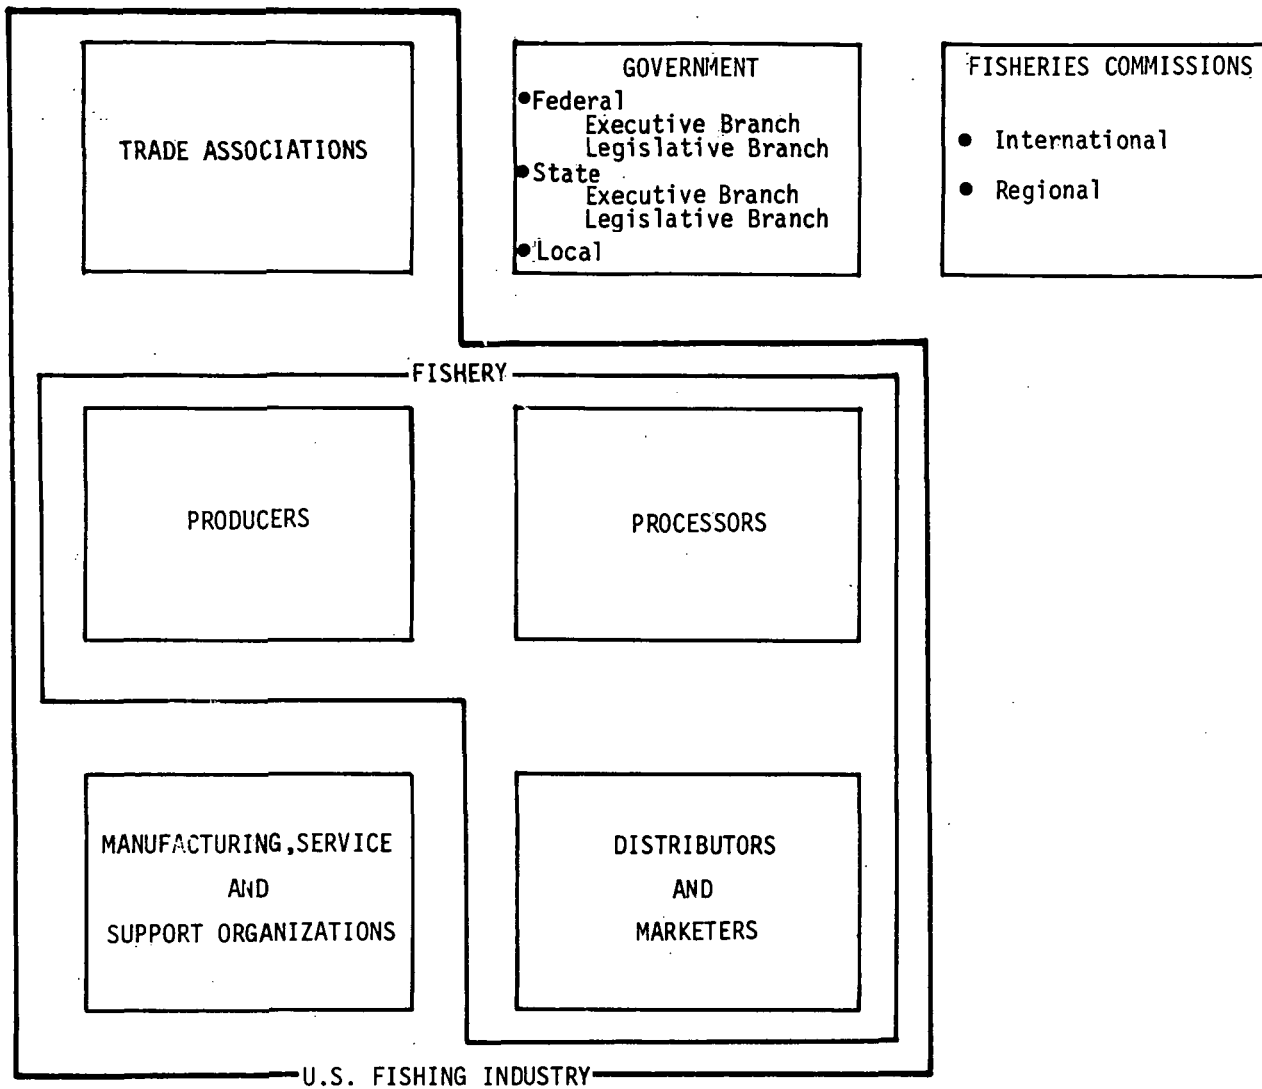 TRADE ASSOCIATIONS
GOVERNMENT
●Federal
Executive Branch
Legislative Branch
●State
Executive Branch
Legislative Branch
●Local
FISHERIES COMMISSIONS
● International
● Regional
FISHERY
PRODUCERS
PROCESSORS
MANUFACTURING,SERVICE
AND
SUPPORT ORGANIZATIONS
DISTRIBUTORS
AND
MARKETERS
U.S. FISHING INDUSTRY